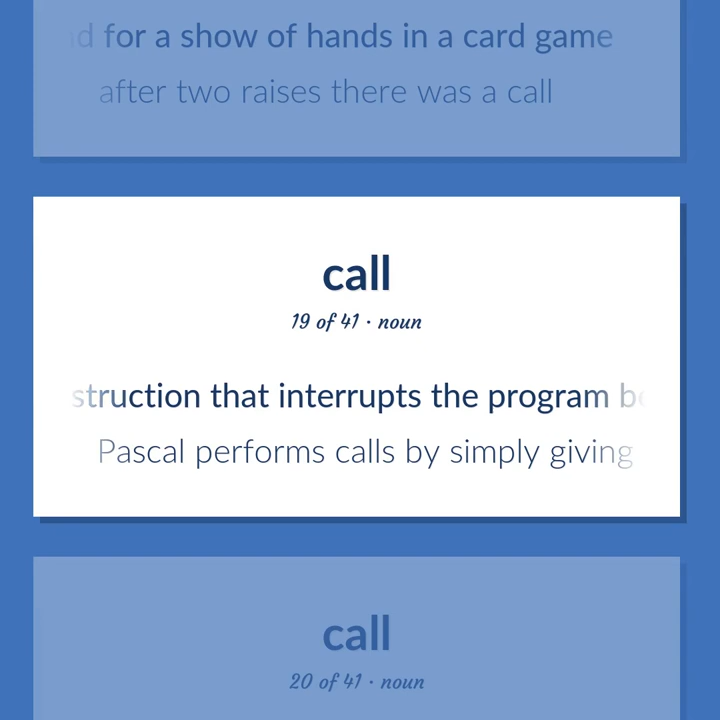 for a show of hands in a card game
after two raises there was a call
call
19 of 41 · noun
struction that interrupts the program
Pascal performs calls by simply giving
call
20 of 41 · noun